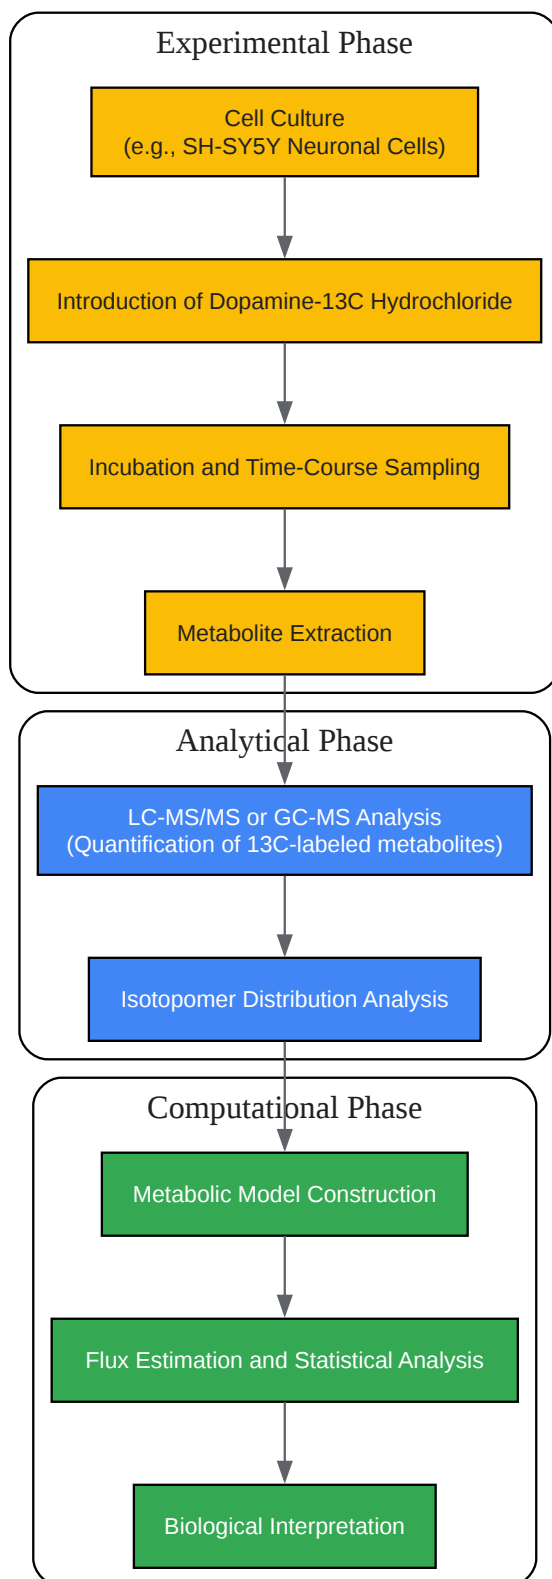 Experimental Phase
Cell Culture
(e.g., SH-SY5Y Neuronal Cells)
Introduction of Dopamine-13C Hydrochloride
Incubation and Time-Course Sampling
Metabolite Extraction
Analytical Phase
LC-MS/MS or GC-MS Analysis
(Quantification of 13C-labeled metabolites)
Isotopomer Distribution Analysis
Computational Phase
Metabolic Model Construction
Flux Estimation and Statistical Analysis
Biological Interpretation